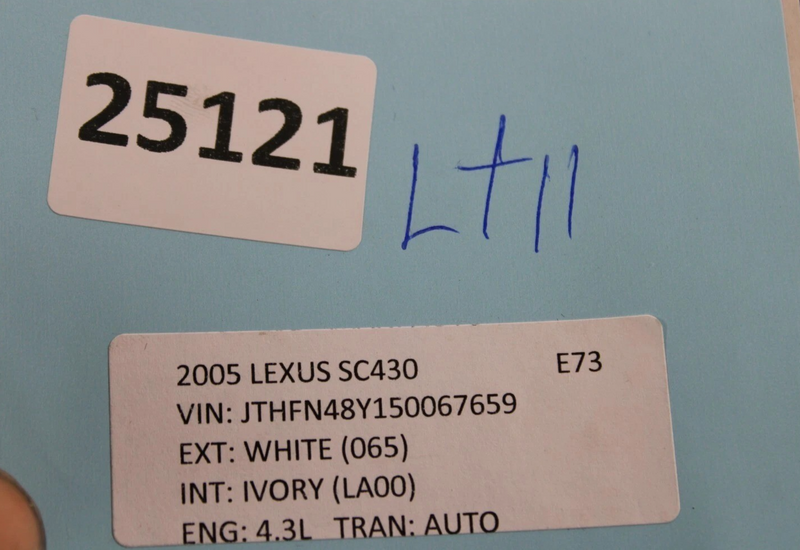 25121
Lt11
2005 LEXUS SC430 E73
VIN: JTHFN48Y150067659
EXT: WHITE (065)
INT: IVORY (LA00)
ENG: 4.3L TRAN: AUTO